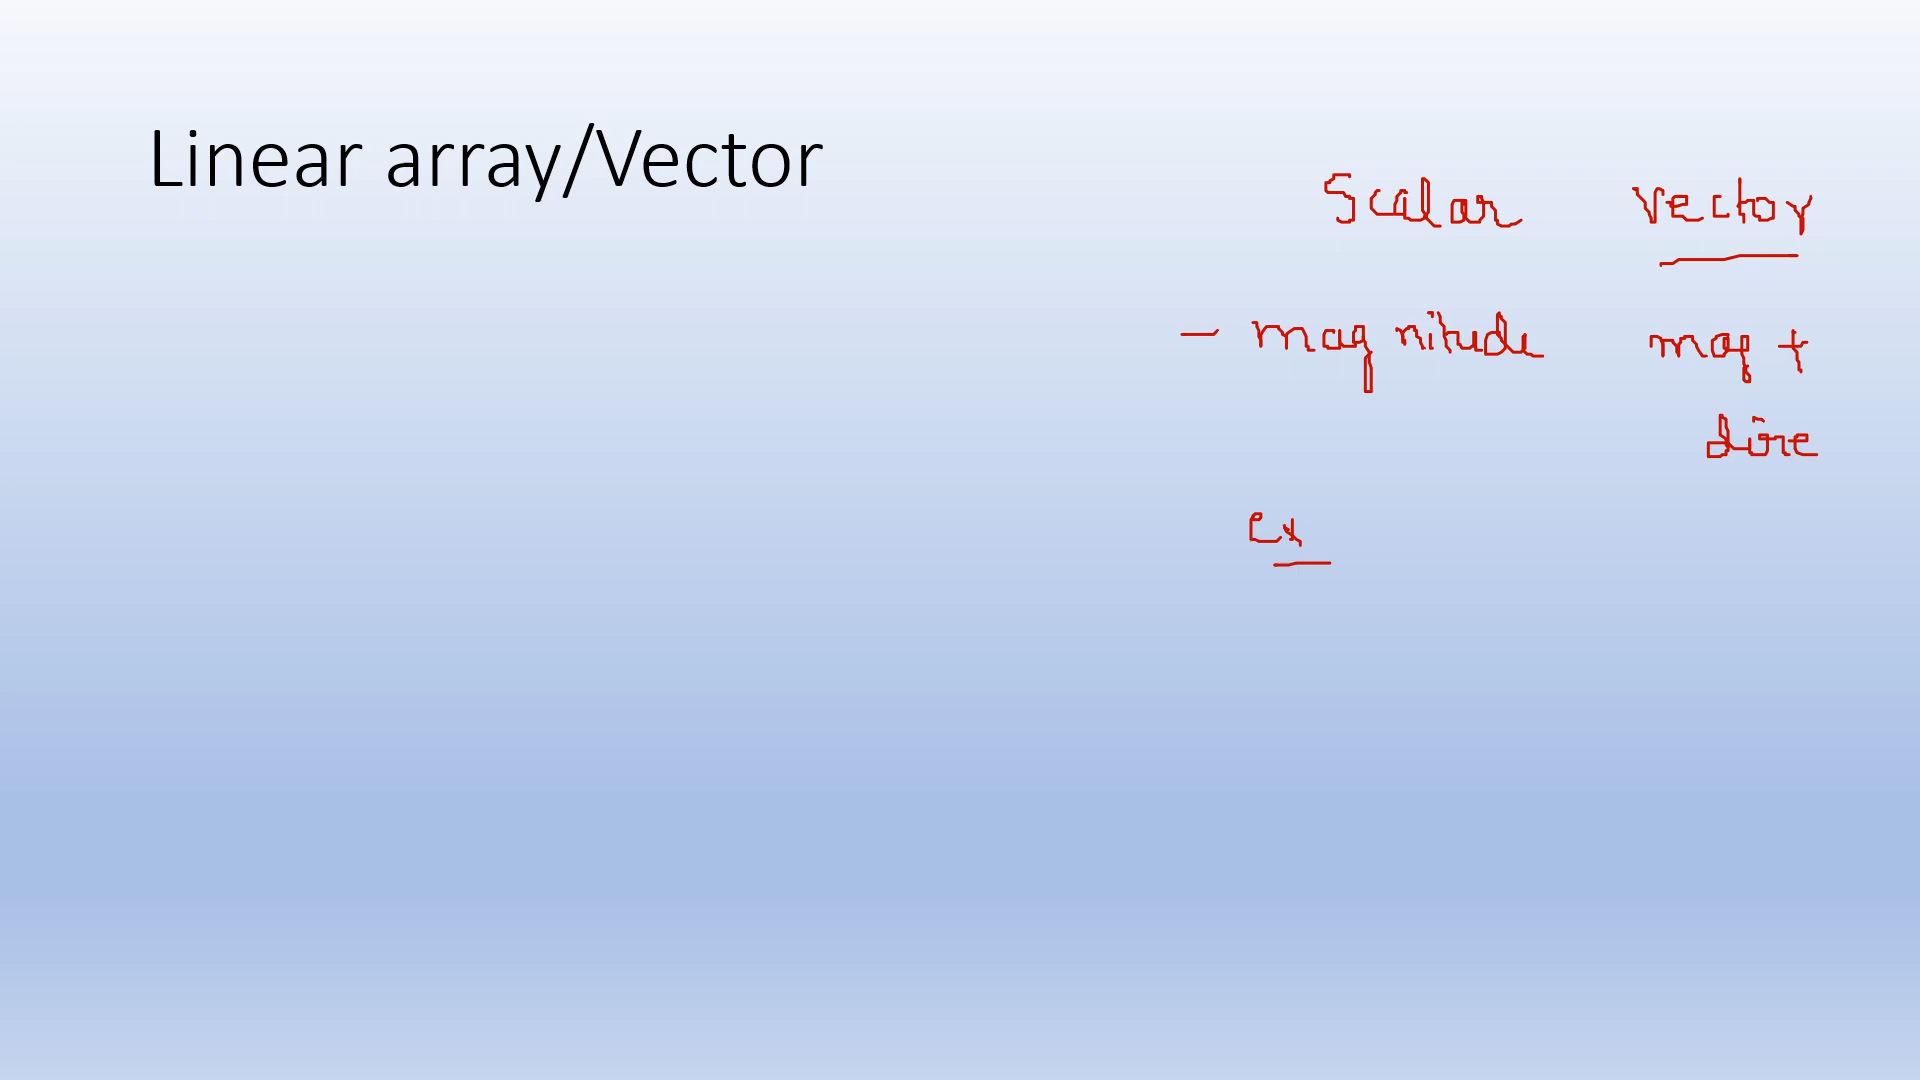 Linear array/Vector
Scalar vector
- magnitude mag +
dire
ex